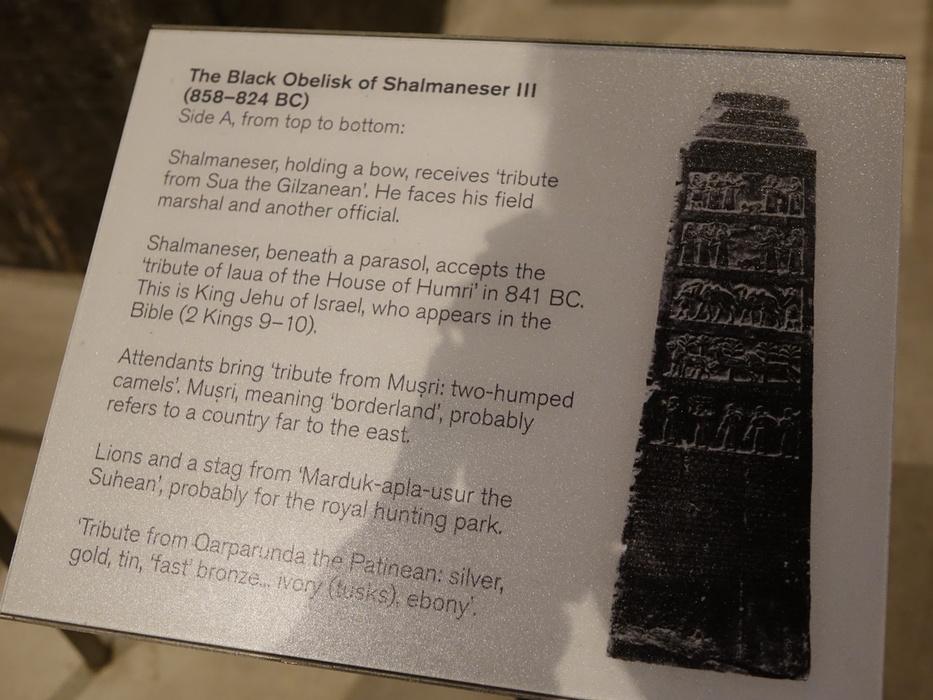 The Black Obelisk of Shalmaneser III
(858–824 BC)
Side A, from top to bottom:
Shalmaneser, holding a bow, receives ‘tribute
from Sua the Gilzanean’. He faces his field
marshal and another official.
Shalmaneser, beneath a parasol, accepts the
‘tribute of Iaua of the House of Humri’ in 841 BC.
This is King Jehu of Israel, who appears in the
Bible (2 Kings 9–10).
Attendants bring ‘tribute from Muṣri: two-humped
camels’. Muṣri, meaning ‘borderland’, probably
refers to a country far to the east.
Lions and a stag from ‘Marduk-apla-usur the
Suhean’, probably for the royal hunting park.
‘Tribute from Qarparunda the Patinean: silver,
gold, tin, ‘fast’ bronze... ivory (tusks), ebony’.